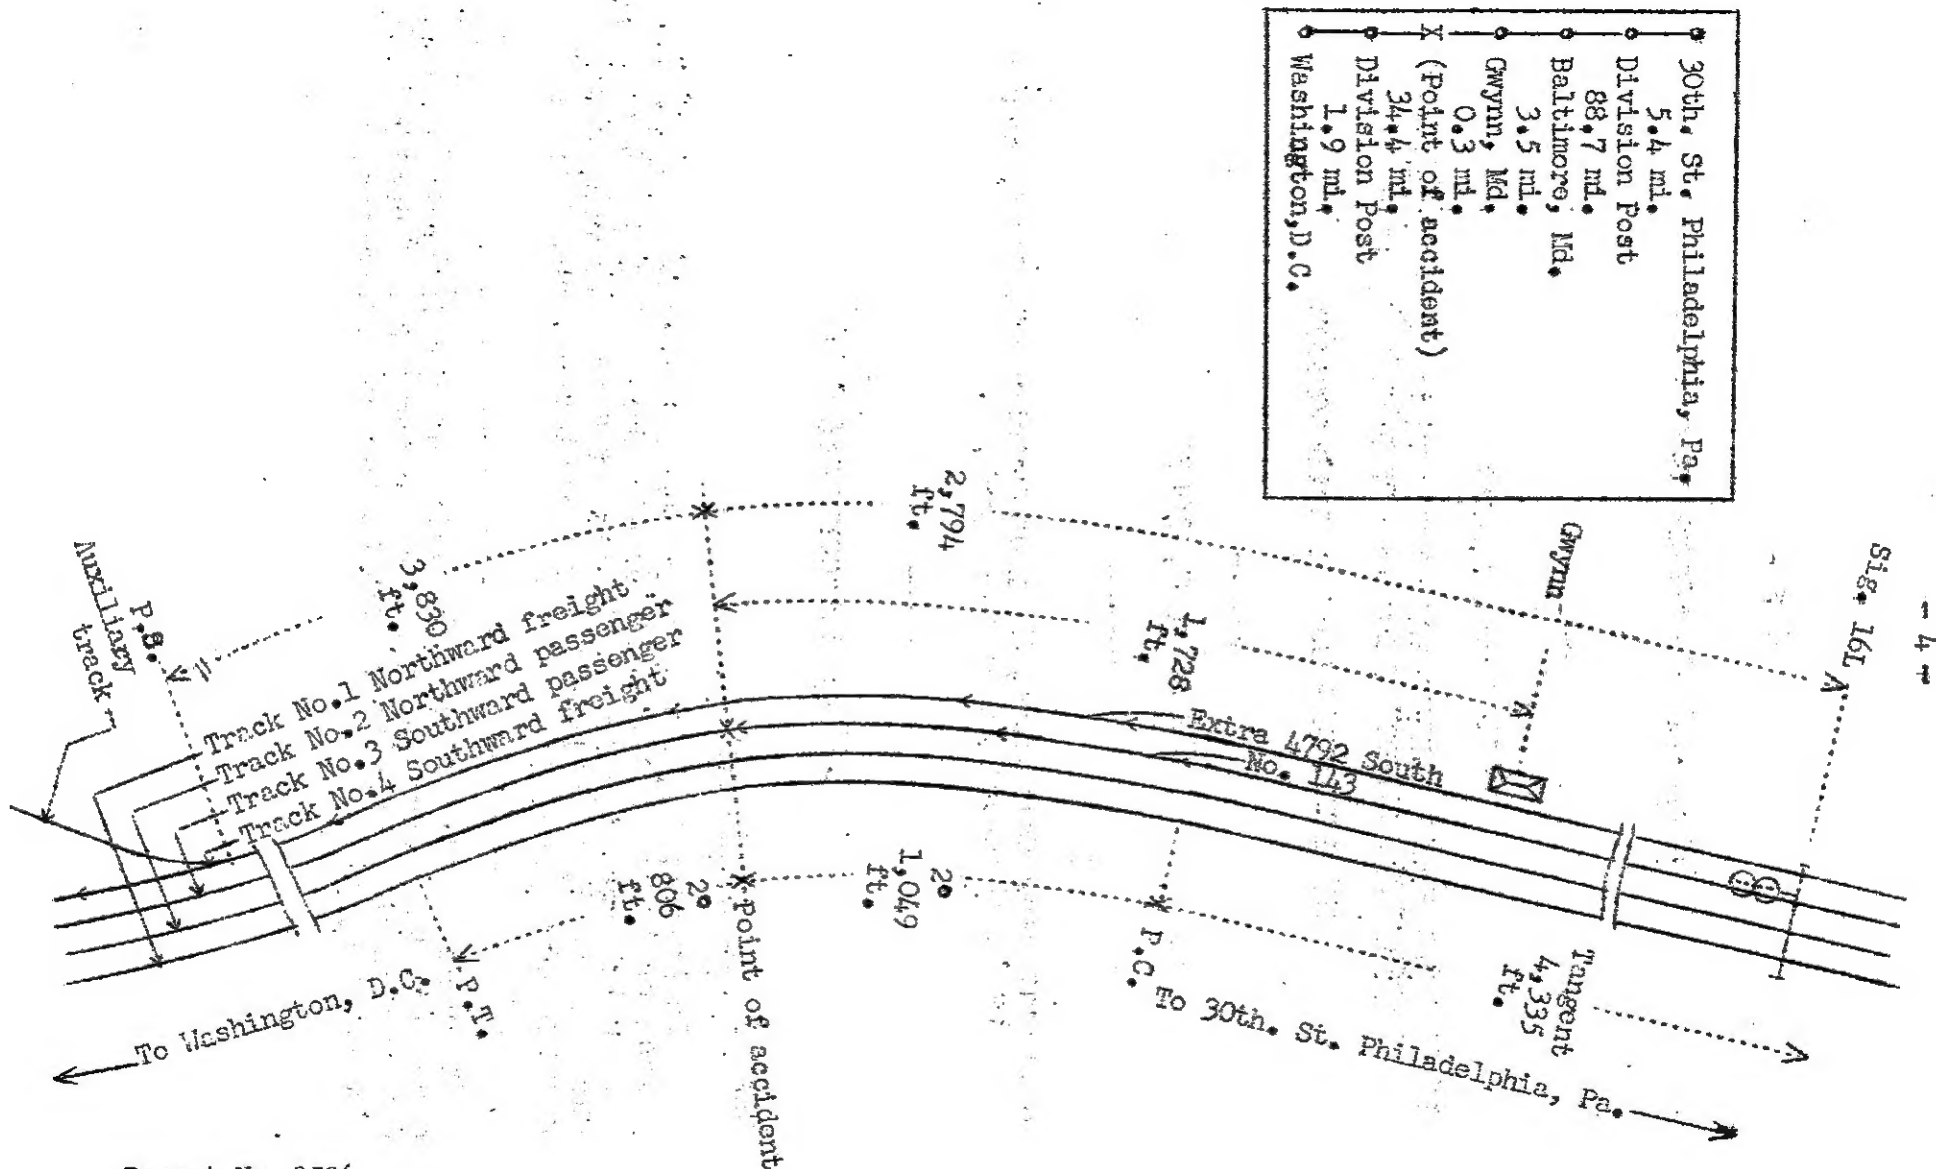 - 4 -
30th. St. Philadelphia, Pa.
5.4 mi.
Division Post
88.7 mi.
Baltimore, Md.
3.5 mi.
Gwynn, Md.
0.3 mi.
X (Point of accident)
34.4 mi.
Division Post
1.9 mi.
Washington, D.C.
Sig. 16L
Gwynn
2,794
ft.
1,728
ft.
3,830
ft.
P.S.
Auxiliary
track
Track No.1 Northward freight
Track No.2 Northward passenger
Track No.3 Southward passenger
Track No.4 Southward freight
Extra 4792 South
No. 143
2°
1,049
ft.
2°
806
ft.
P.C.
P.T.
Point of accident
Tangent
4,335
ft.
To Washington, D.C.
To 30th. St. Philadelphia, Pa.